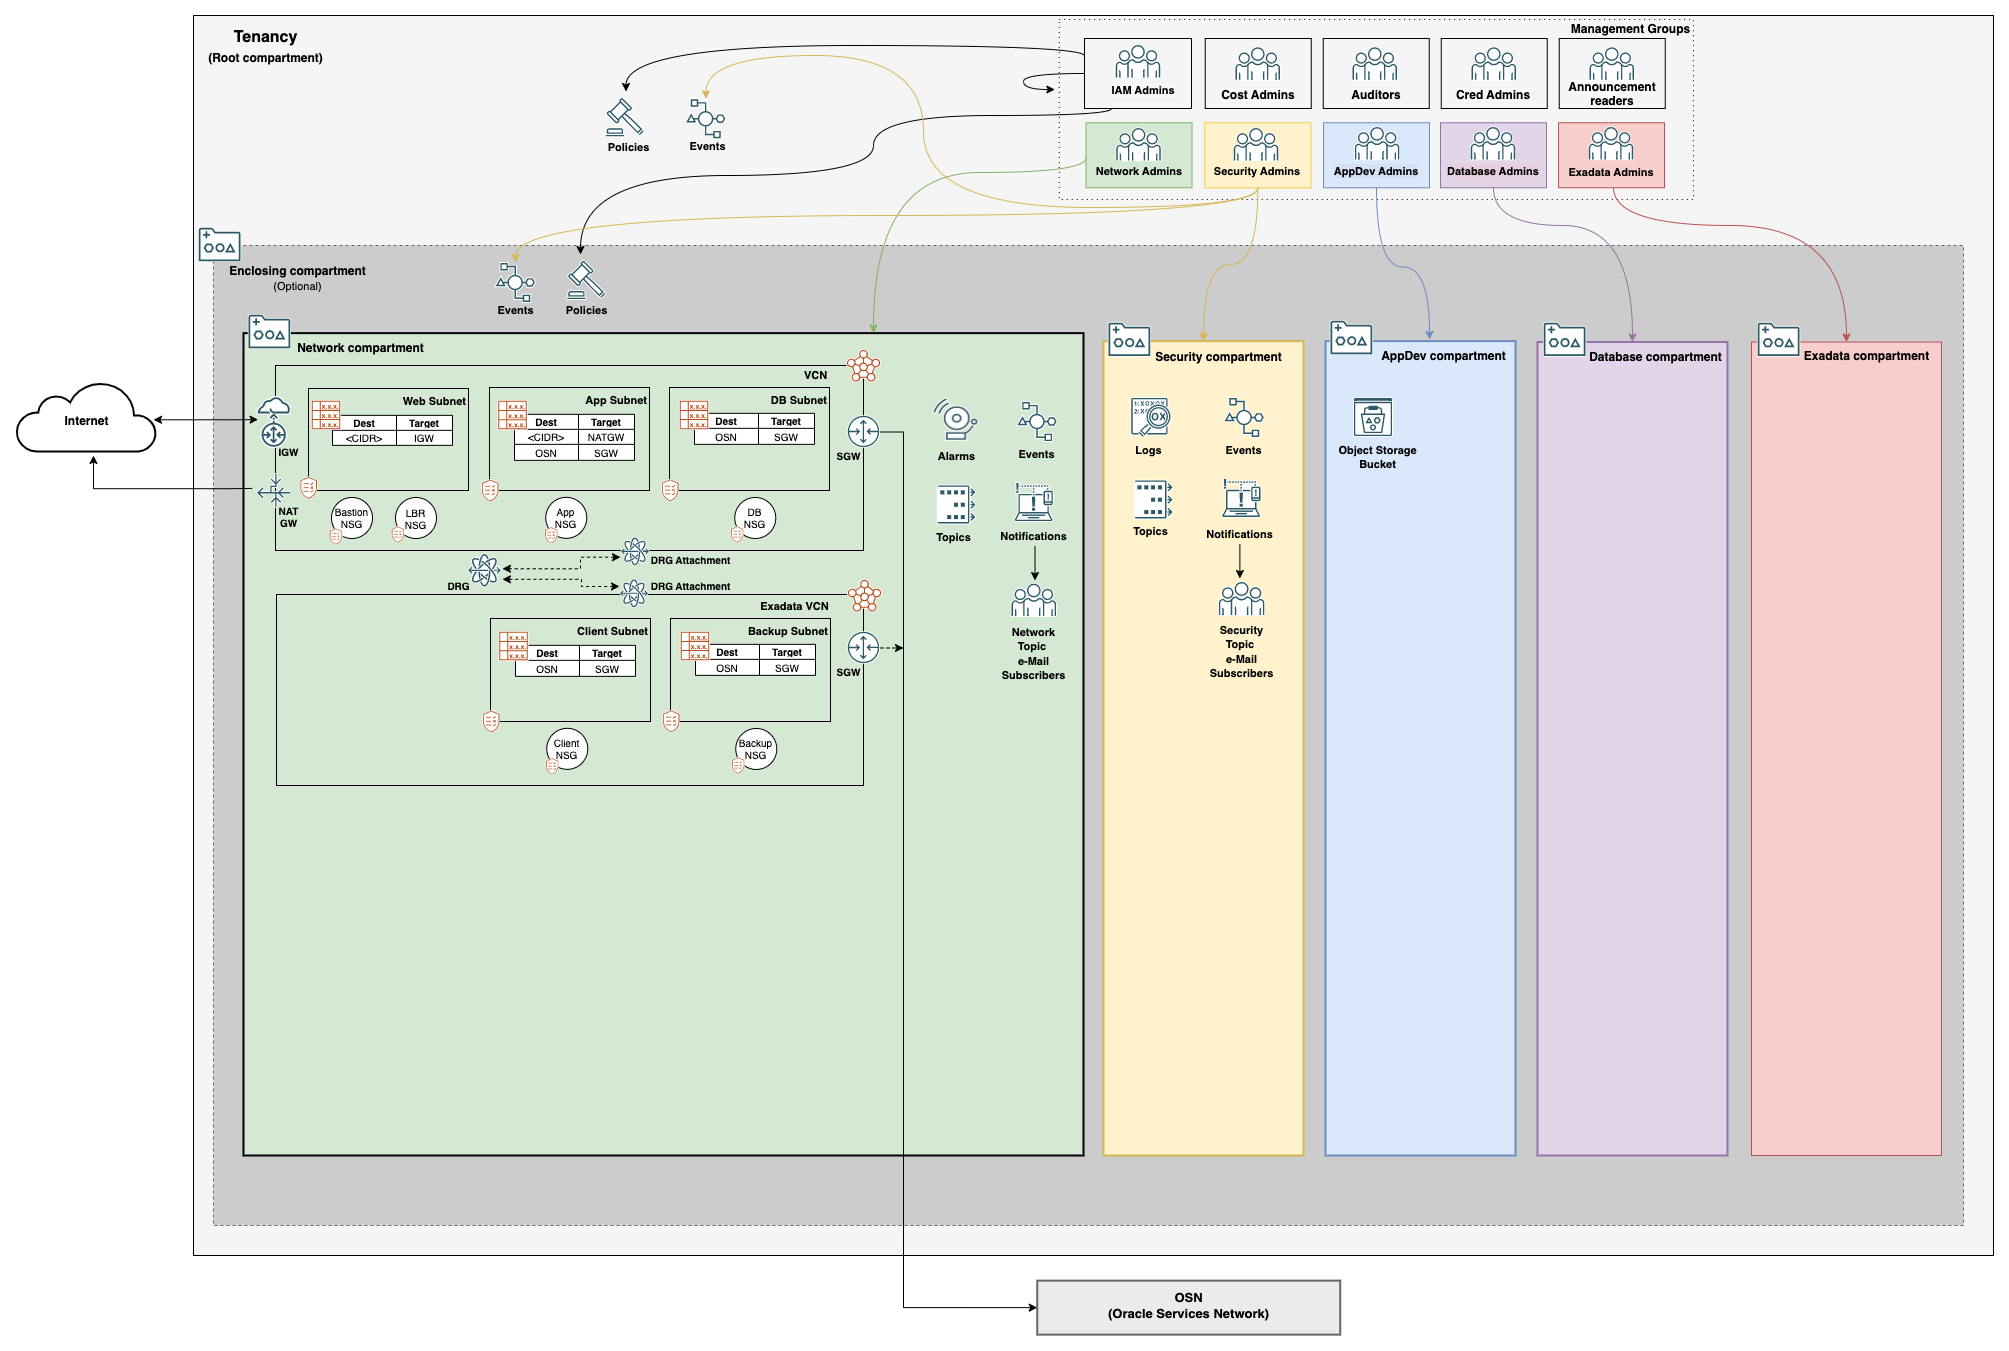 Tenancy
(Root compartment)
Management Groups
IAM Admins
Cost Admins
Auditors
Cred Admins
Announcement
readers
Network Admins
Security Admins
AppDev Admins
Database Admins
Exadata Admins
Policies
Events
Enclosing compartment
(Optional)
Events
Policies
Internet
Network compartment
VCN
IGW
NAT
GW
Web Subnet
x.x.x.
x.x.x.
x.x.x.
Dest Target
<CIDR> IGW
App Subnet
x.x.x.
x.x.x.
x.x.x.
Dest Target
<CIDR> NATGW
OSN SGW
DB Subnet
x.x.x.
x.x.x.
x.x.x.
Dest Target
OSN SGW
SGW
Bastion
NSG
LBR
NSG
App
NSG
DB
NSG
DRG
DRG Attachment
DRG Attachment
Exadata VCN
Client Subnet
x.x.x.
x.x.x.
x.x.x.
Dest Target
OSN SGW
Backup Subnet
x.x.x.
x.x.x.
x.x.x.
Dest Target
OSN SGW
SGW
Client
NSG
Backup
NSG
Alarms
Events
Topics
Notifications
Network
Topic
e-Mail
Subscribers
Security compartment
Logs
Events
Topics
Notifications
Security
Topic
e-Mail
Subscribers
AppDev compartment
Object Storage
Bucket
Database compartment
Exadata compartment
OSN
(Oracle Services Network)